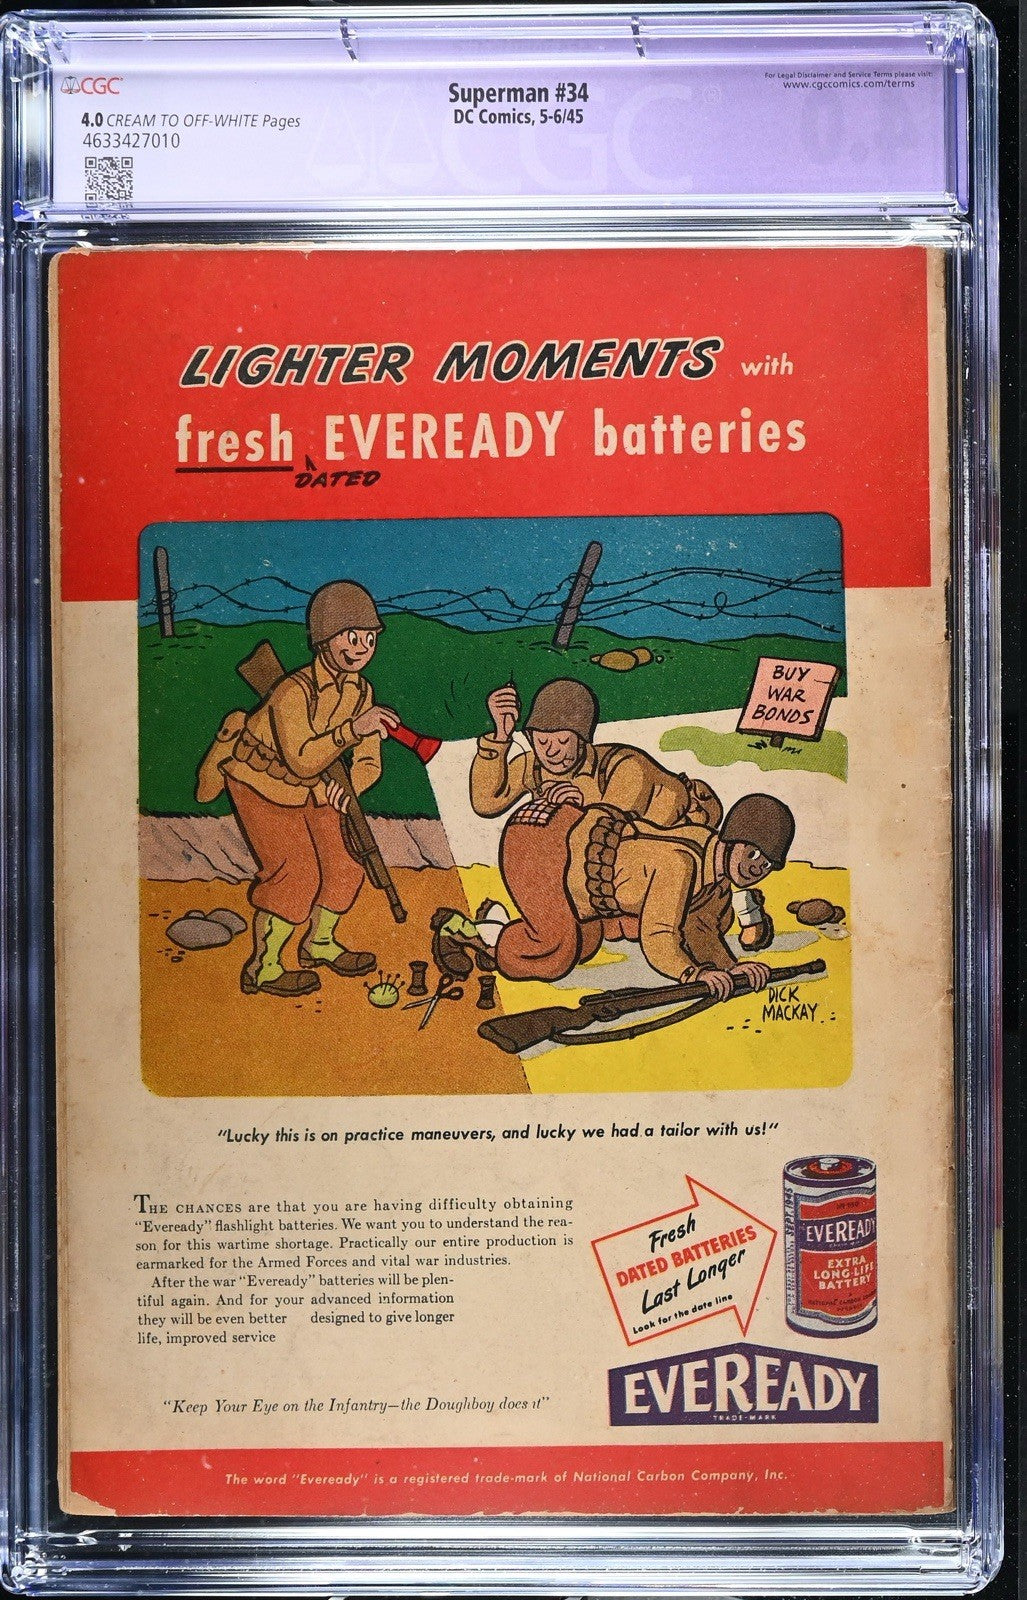 CGC
Superman #34
DC Comics, 5-6/45
For Legal Disclaimer and Service Terms please visit:
www.cgccomics.com/terms
4.0 CREAM TO OFF-WHITE Pages
4633427010
CGC
LIGHTER MOMENTS with
fresh EVEREADY batteries
DATED
BUY
WAR
BONDS
DICK
MACKAY
"Lucky this is on practice maneuvers, and lucky we had a tailor with us!"
THE CHANCES are that you are having difficulty obtaining
"Eveready" flashlight batteries. We want you to understand the rea-
son for this wartime shortage. Practically our entire production is
earmarked for the Armed Forces and vital war industries.
After the war "Eveready" batteries will be plen-
tiful again. And for your advanced information
they will be even better designed to give longer
life, improved service
"Keep Your Eye on the Infantry—the Doughboy does it"
Fresh
DATED BATTERIES
Last Longer
Look for the date line
EVEREADY
EXTRA
LONG-LIFE
BATTERY
EVEREADY
TRADE-MARK
The word "Eveready" is a registered trade-mark of National Carbon Company, Inc.